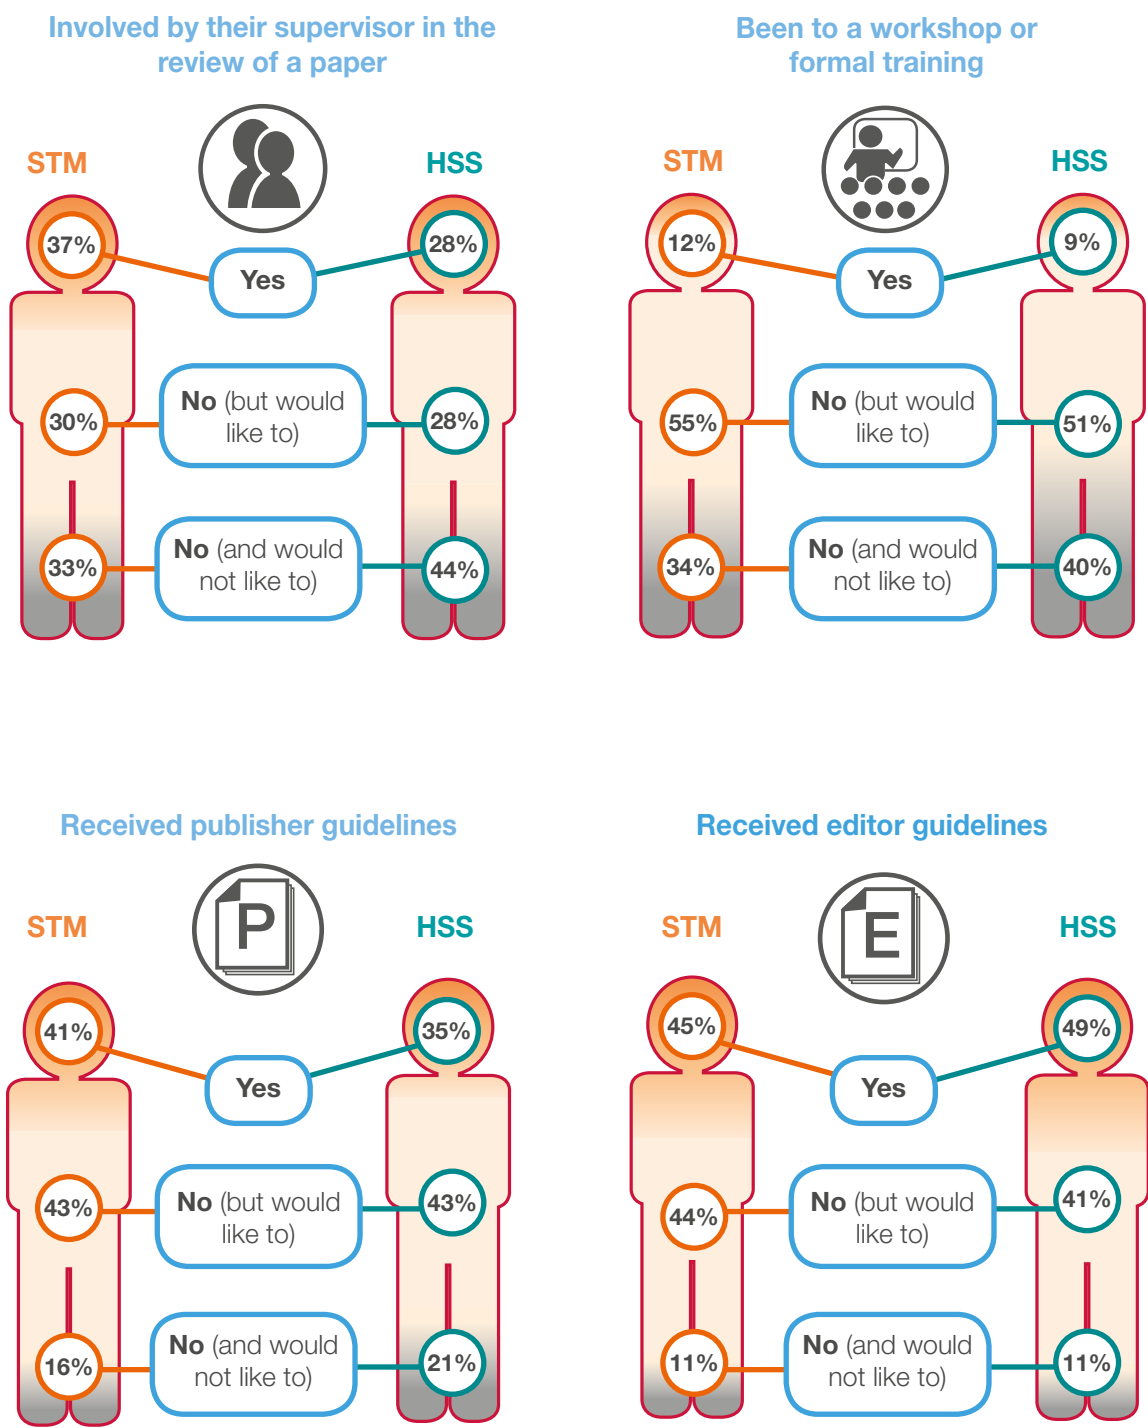 Involved by their supervisor in the
review of a paper
STM
HSS
37%
28%
Yes
30%
No (but would
like to)
28%
33%
No (and would
not like to)
44%
Been to a workshop or
formal training
STM
HSS
12%
9%
Yes
55%
No (but would
like to)
51%
34%
No (and would
not like to)
40%
Received publisher guidelines
P
STM
HSS
41%
35%
Yes
43%
No (but would
like to)
43%
16%
No (and would
not like to)
21%
Received editor guidelines
E
STM
HSS
45%
49%
Yes
44%
No (but would
like to)
41%
11%
No (and would
not like to)
11%